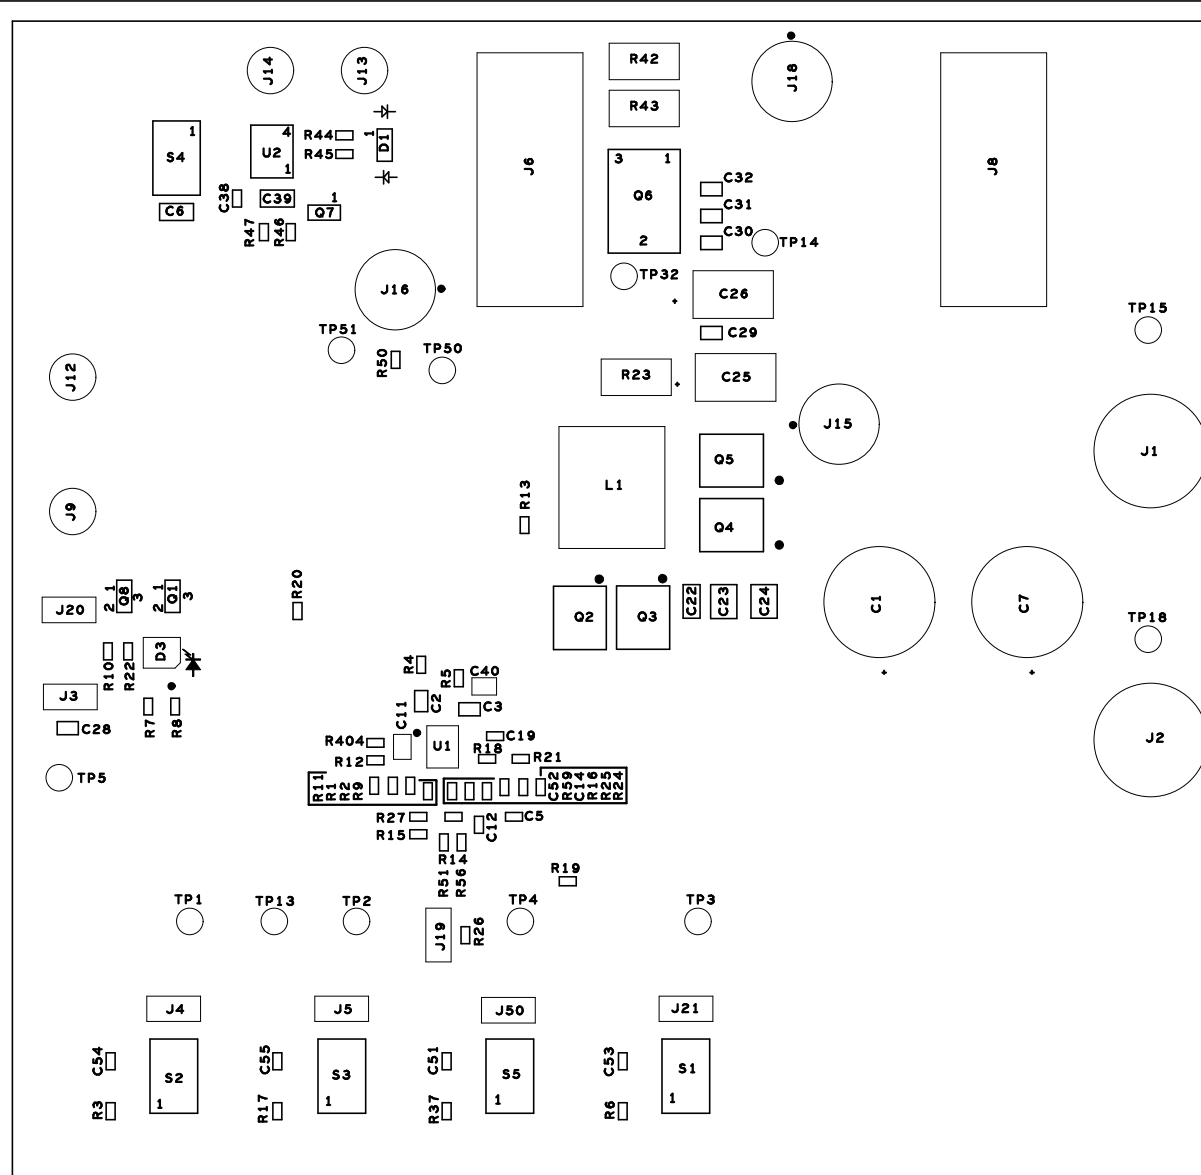 J14
J13
R42
J18
R43
S4
1
U2
4
1
R44
R45
1
D1
J6
J8
3
1
Q6
2
C32
C31
C30
C6
C38
C39
1
Q7
R47
R46
TP14
TP32
J16
+
C26
TP15
TP51
TP50
R50
C29
J12
R23
+
C25
J15
J1
Q5
L1
R13
J9
Q4
R20
J20
2 1
Q8
3
2 1
Q1
3
Q2
Q3
C22
C23
C24
C1
C7
TP18
R10
R22
D3
R4
R5
C40
+
+
J3
C28
R7
R8
C2
C3
C11
U1
C19
R18
R21
J2
R404
R12
TP5
R11
R1
R2
R9
C52
R59
C14
R16
R25
R24
R27
R15
C12
C5
R14
R51
R56
R19
TP1
TP13
TP2
TP4
TP3
J19
R26
J4
J5
J50
J21
C54
S2
1
C55
S3
1
C51
S5
1
C53
S1
1
R3
R17
R37
R6